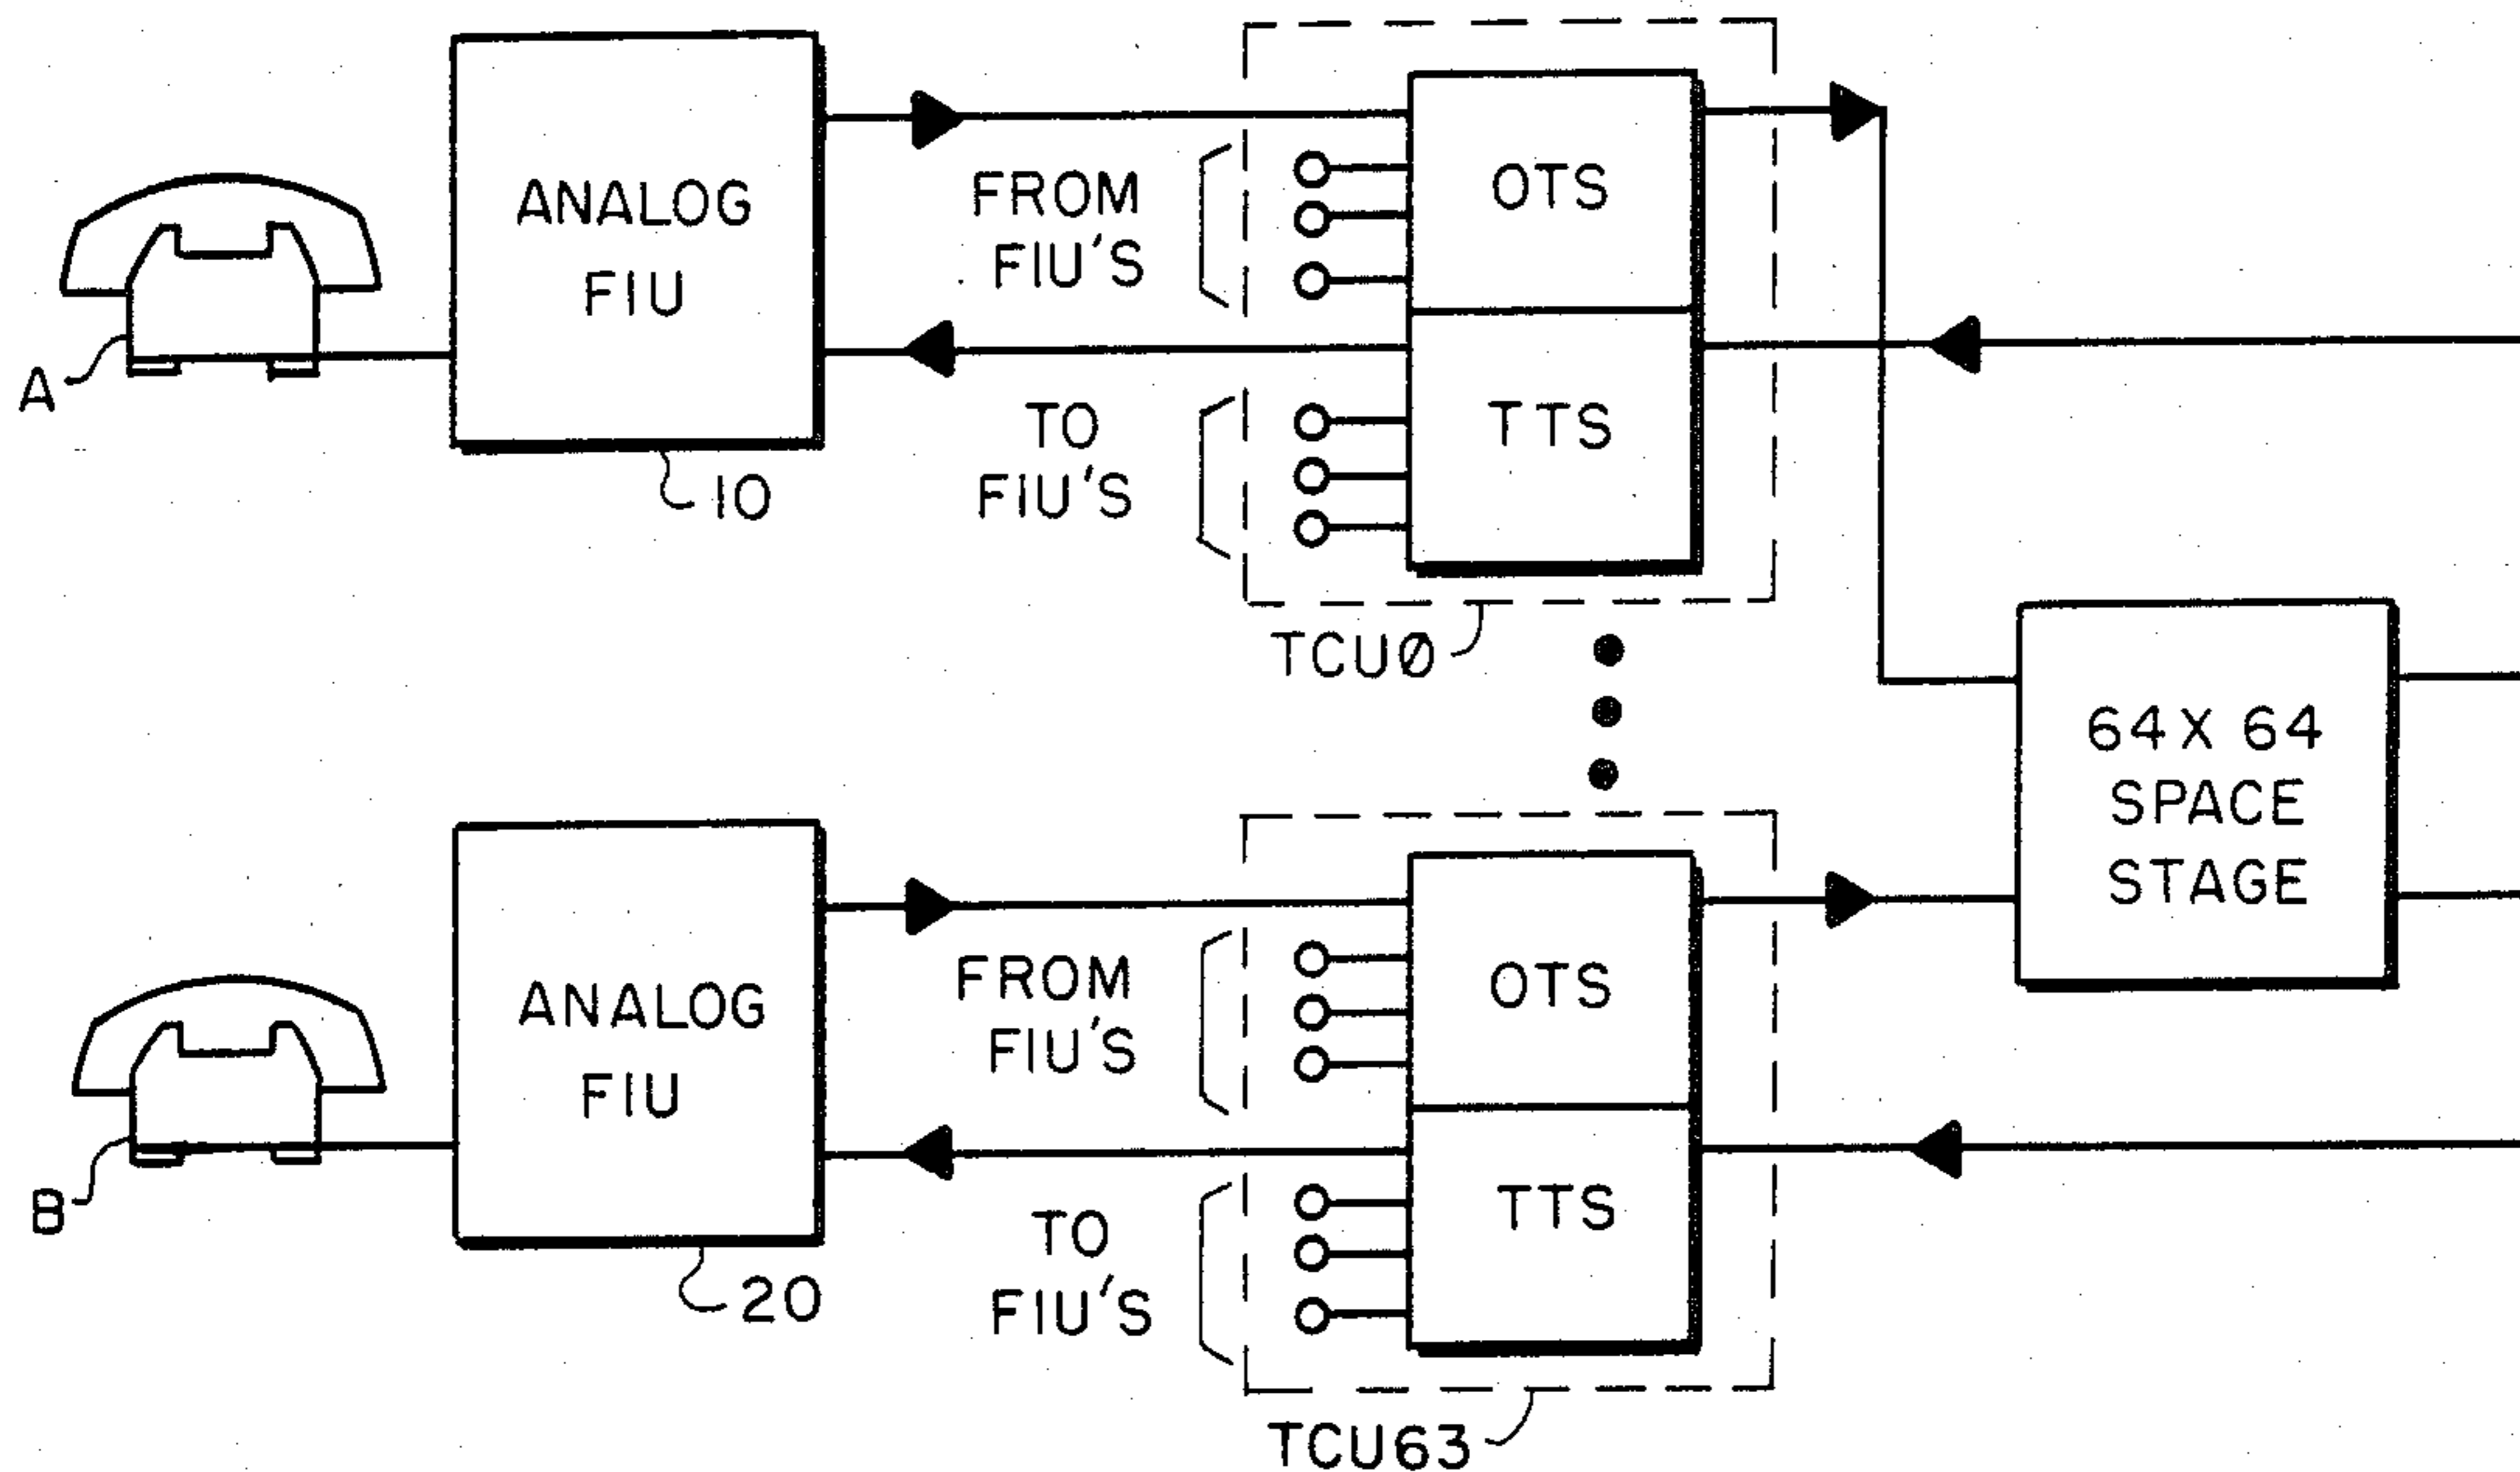 ANALOG
FIU
FROM
FIU'S
OTS
TO
FIU'S
TTS
A
10
TCU0
64 X 64
SPACE
STAGE
ANALOG
FIU
FROM
FIU'S
OTS
TO
FIU'S
TTS
B
20
TCU63